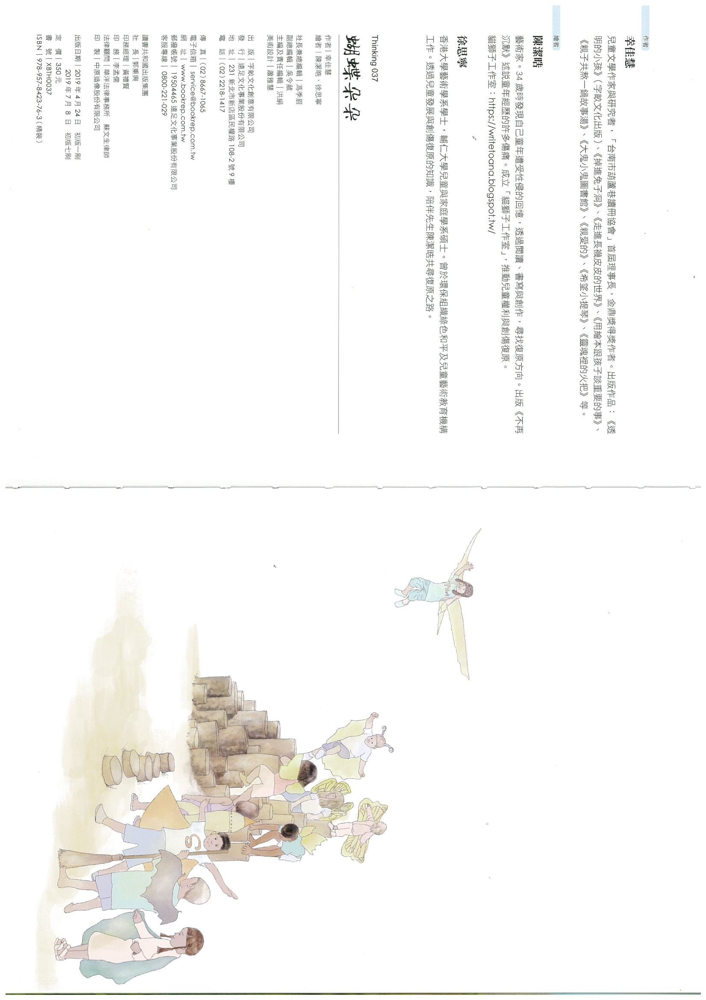 作者
幸佳慧
兒童文學作家與研究者，「台南市葫蘆巷讀冊協會」首屆理事長，金鼎獎得獎作者。出版作品：《透
明的小孩》（字畝文化出版）、《掉進兔子洞》、《走進長襪皮皮的世界》、《用繪本跟孩子談重要的事》、
《親子共熬一鍋故事湯》、《大鬼小鬼圖書館》、《親愛的》、《希望小提琴》、《靈魂裡的火把》等。
繪者
陳潔晧
藝術家。34 歲時發現自己童年遭受性侵的回憶，透過閱讀、書寫與創作，尋找復原方向。出版《不再
沉默》述說童年經歷的許多傷痛。成立「貓獅子工作室」，推動兒童權利與創傷復原。
貓獅子工作室：https://writetoana.blogspot.tw/
徐思寧
香港大學藝術學系學士，輔仁大學兒童與家庭學系碩士。曾於環保組織綠色和平及兒童藝術教育機構
工作。透過兒童發展與創傷復原的知識，陪伴先生陳潔晧共尋復原之路。
Thinking 037
蝴蝶朵朵
作者｜幸佳慧
繪者｜陳潔晧、徐思寧
社長兼總編輯｜馮季眉
副總編輯｜吳令葳
主編及責任編輯｜洪絹
美術設計｜蕭雅慧
出　版｜字畝文化創意有限公司
發　行｜遠足文化事業股份有限公司
地　址｜231 新北市新店區民權路 108-2 號 9 樓
電　話｜(02) 2218-1417
傳　真｜(02) 8667-1065
電子信箱｜service@bookrep.com.tw
網　址｜www.bookrep.com.tw
郵撥帳號｜19504465 遠足文化事業股份有限公司
客服專線｜0800-221-029
讀書共和國出版集團
社　長｜郭重興
印務經理｜黃禮賢
印　務｜李孟儒
法律顧問｜華洋法律事務所　蘇文生律師
印　製｜中原造像股份有限公司
出版日期｜2019 年 4 月 24 日　初版一刷
2019 年 7 月 8 日　初版七刷
定　價｜350 元
書　號｜XBTH0037
ISBN｜978-957-8423-76-3（精裝）
Pilot
S